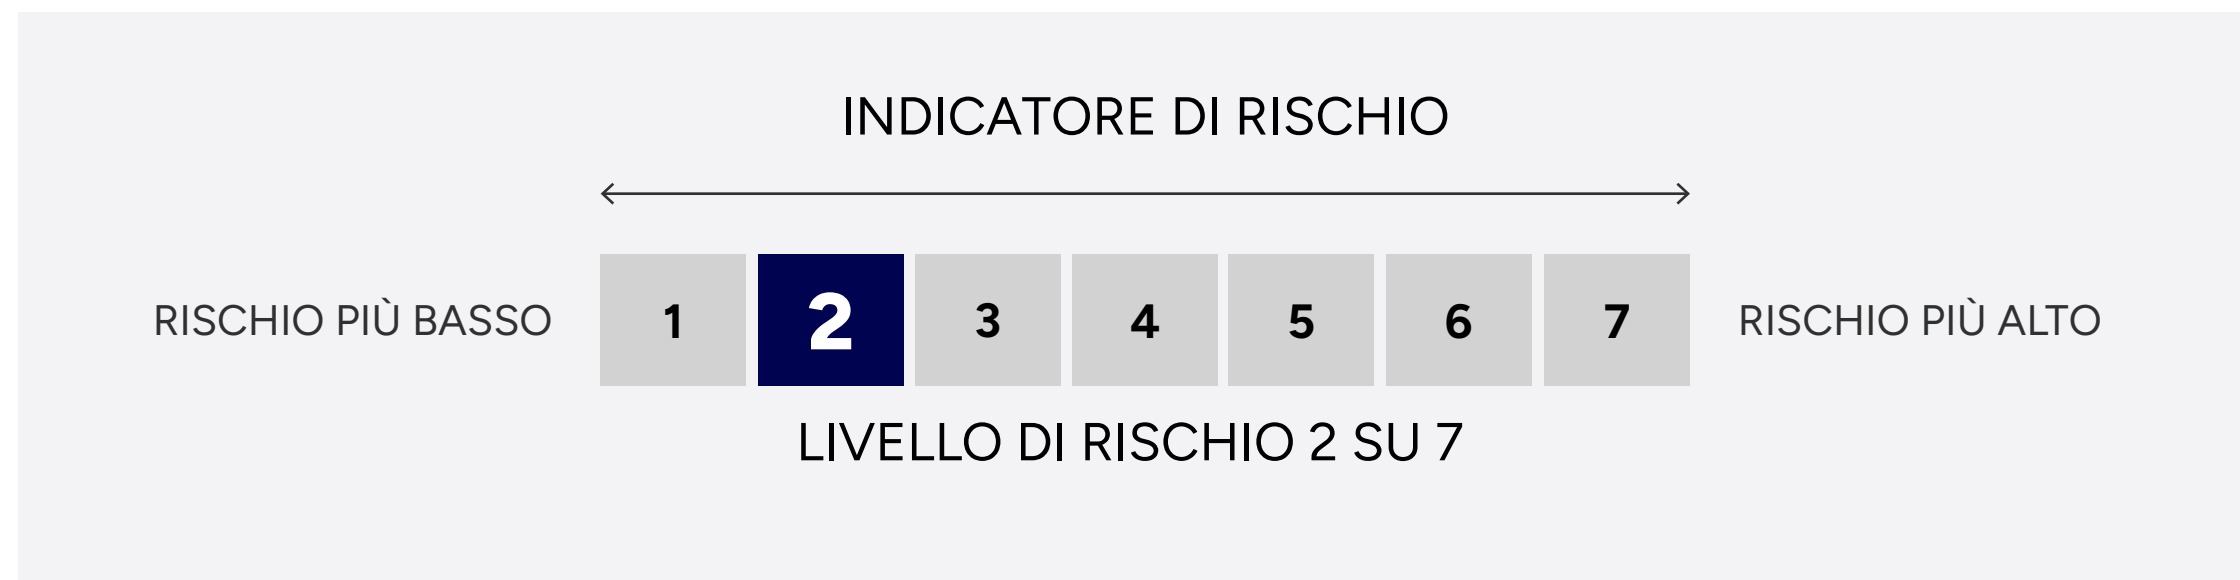 INDICATORE DI RISCHIO
RISCHIO PIÙ BASSO 1 2 3 4 5 6 7 RISCHIO PIÙ ALTO
LIVELLO DI RISCHIO 2 SU 7